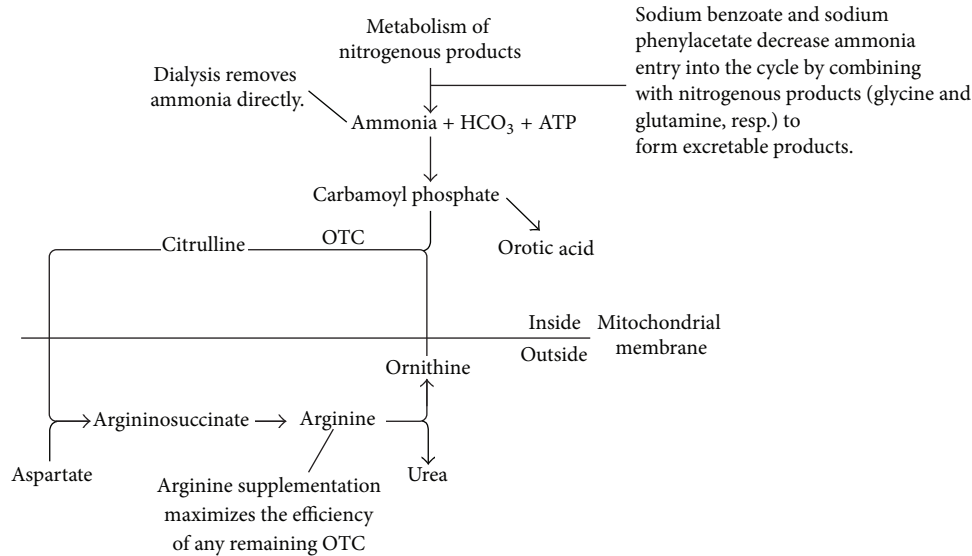 Metabolism of
nitrogenous products
Sodium benzoate and sodium
phenylacetate decrease ammonia
entry into the cycle by combining
with nitrogenous products (glycine and
glutamine, resp.) to
form excretable products.
Dialysis removes
ammonia directly.
Ammonia + HCO₃ + ATP
Carbamoyl phosphate
Orotic acid
Citrulline
OTC
Inside
Outside
Mitochondrial
membrane
Ornithine
Argininosuccinate
Arginine
Aspartate
Urea
Arginine supplementation
maximizes the efficiency
of any remaining OTC